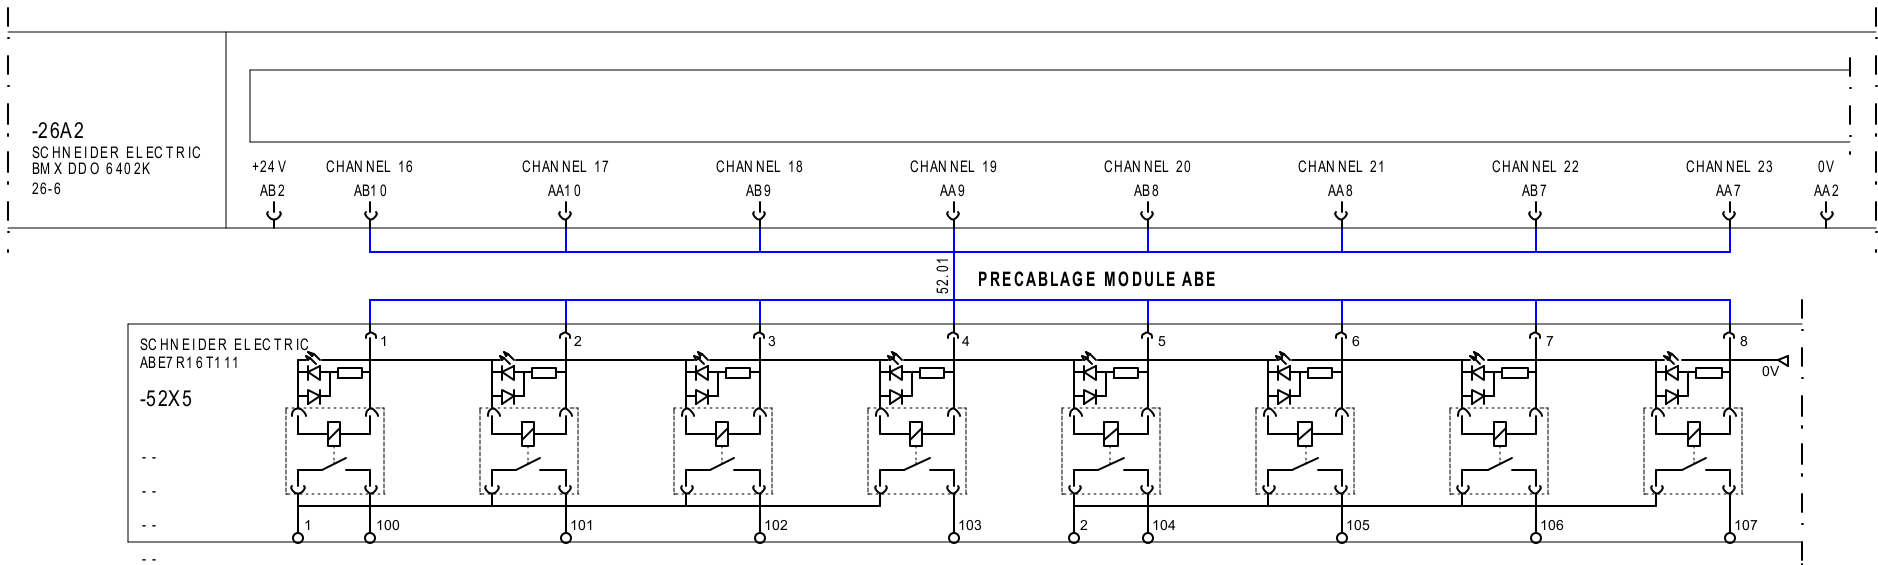 -26A2
SCHNEIDER ELECTRIC
BMX DDO 6402K
26-6
+24V CHANNEL 16 CHANNEL 17 CHANNEL 18 CHANNEL 19 CHANNEL 20 CHANNEL 21 CHANNEL 22 CHANNEL 23 0V
AB2 AB10 AA10 AB9 AA9 AB8 AA8 AB7 AA7 AA2
52.01
PRECABLAGE MODULE ABE
SCHNEIDER ELECTRIC
ABE7R16T111
-52X5
1 2 3 4 5 6 7 8
0V
- -
- -
- -
- -
1 100 101 102 103 2 104 105 106 107